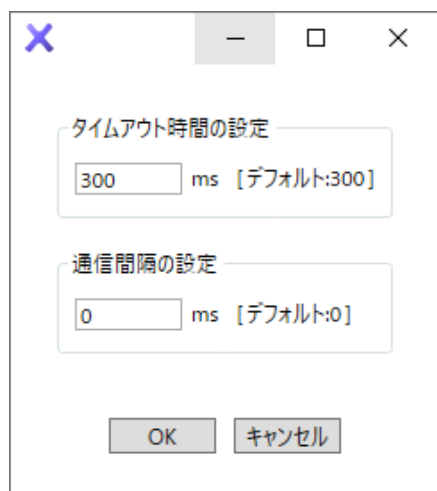 タイムアウト時間の設定
300 ms [デフォルト:300]
通信間隔の設定
0 ms [デフォルト:0]
OK キャンセル